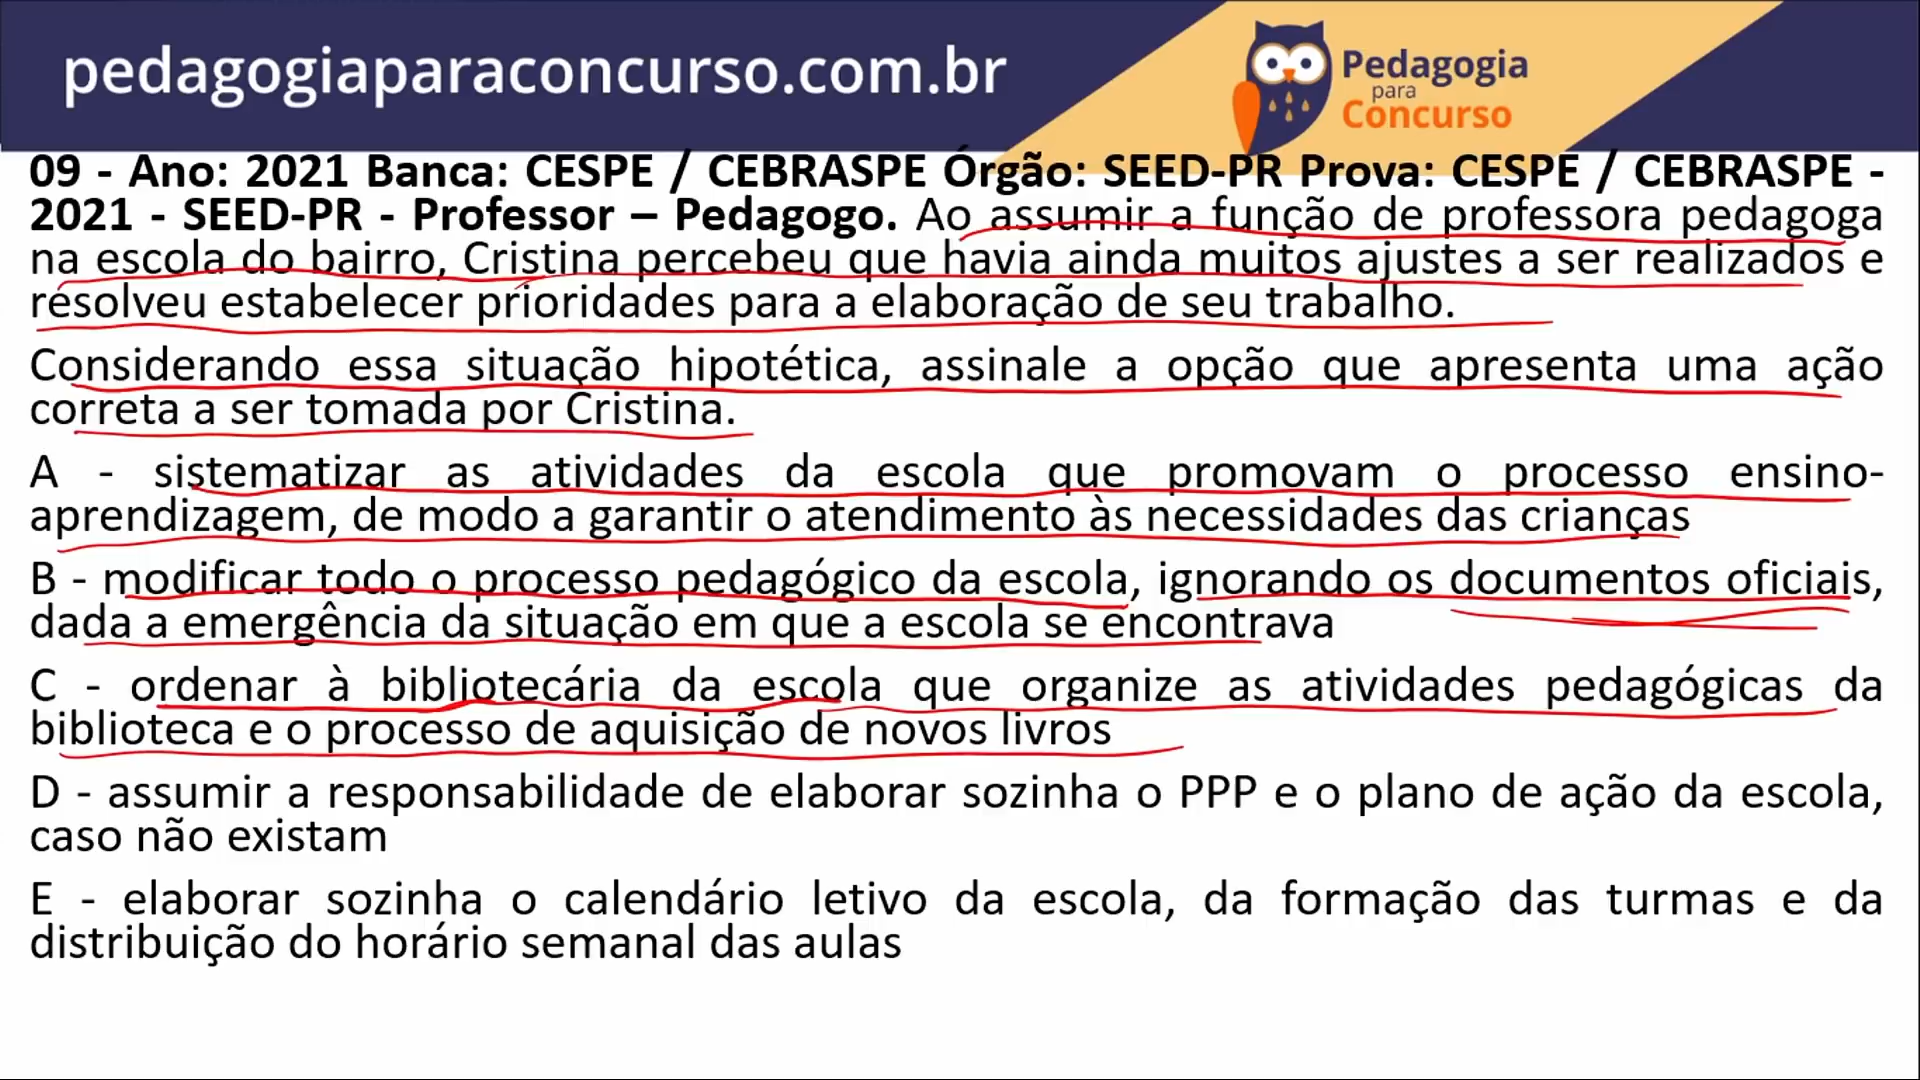 pedagogiaparaconcurso.com.br
Pedagogia
para
Concurso
09 - Ano: 2021 Banca: CESPE / CEBRASPE Órgão: SEED-PR Prova: CESPE / CEBRASPE -
2021 - SEED-PR - Professor – Pedagogo. Ao assumir a função de professora pedagoga
na escola do bairro, Cristina percebeu que havia ainda muitos ajustes a ser realizados e
resolveu estabelecer prioridades para a elaboração de seu trabalho.
Considerando essa situação hipotética, assinale a opção que apresenta uma ação
correta a ser tomada por Cristina.
A - sistematizar as atividades da escola que promovam o processo ensino-
aprendizagem, de modo a garantir o atendimento às necessidades das crianças
B - modificar todo o processo pedagógico da escola, ignorando os documentos oficiais,
dada a emergência da situação em que a escola se encontrava
C - ordenar à bibliotecária da escola que organize as atividades pedagógicas da
biblioteca e o processo de aquisição de novos livros
D - assumir a responsabilidade de elaborar sozinha o PPP e o plano de ação da escola,
caso não existam
E - elaborar sozinha o calendário letivo da escola, da formação das turmas e da
distribuição do horário semanal das aulas